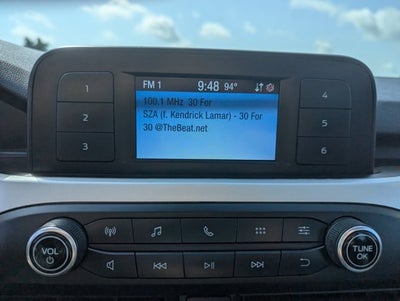 FM 1 9:48 94°
1 100.1 MHz 30 For 4
SZA (f. Kendrick Lamar) - 30 For
2 5
30 @TheBeat.net
3 6
VOL TUNE
OK